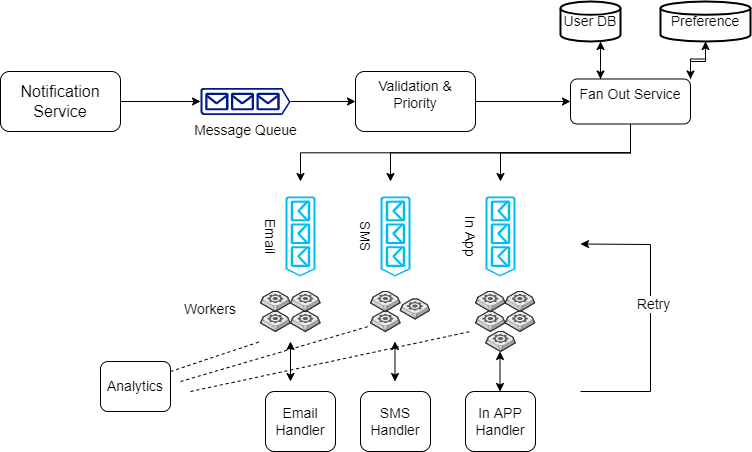 User DB
Preference
Notification
Service
Message Queue
Validation &
Priority
Fan Out Service
Email
SMS
In App
Workers
Retry
Analytics
Email
Handler
SMS
Handler
In APP
Handler